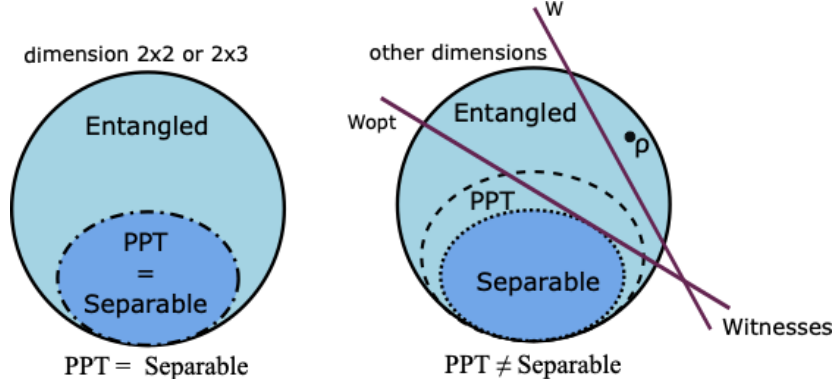 dimension 2x2 or 2x3
Entangled
PPT
=
Separable
PPT = Separable
W
other dimensions
Wopt
Entangled
ρ
PPT
Separable
Witnesses
PPT ≠ Separable